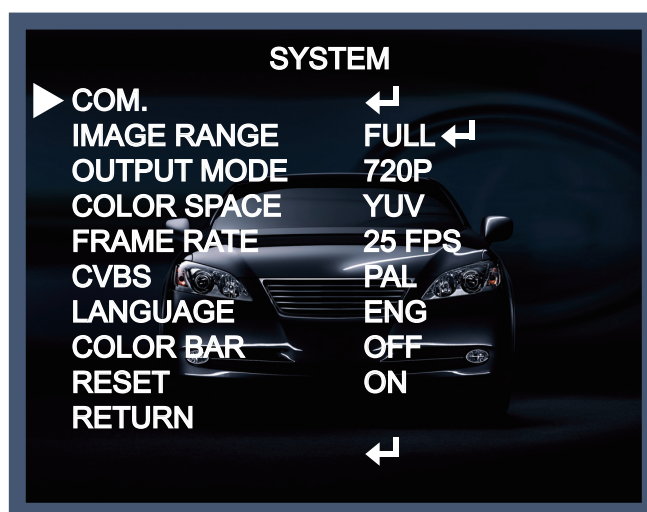 SYSTEM
COM. ↵
IMAGE RANGE FULL ↵
OUTPUT MODE 720P
COLOR SPACE YUV
FRAME RATE 25 FPS
CVBS PAL
LANGUAGE ENG
COLOR BAR OFF
RESET ON
RETURN
↵